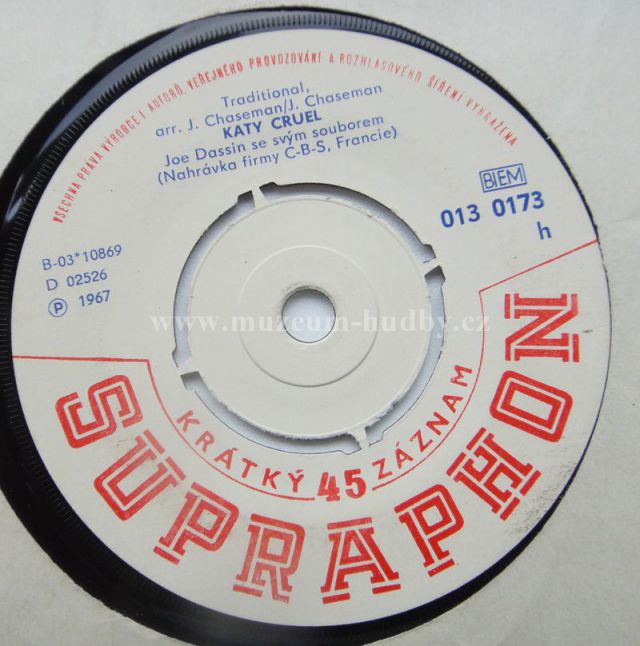 VŠECHNA PRÁVA VÝROBCE I AUTORŮ, VEŘEJNÉHO PROVOZOVÁNÍ A ROZHLASOVÉHO ŠÍŘENÍ VYHRAŽENA
Traditional,
arr. J. Chaseman/J. Chaseman
KATY CRUEL
Joe Dassin se svým souborem
(Nahrávka firmy C-B-S, Francie)
BIEM
013 0173
h
B-03*10869
D 02526
Ⓟ 1967
www.muzeum-hudby.cz
KRÁTKÝ 45 ZÁZNAM
SUPRAPHON